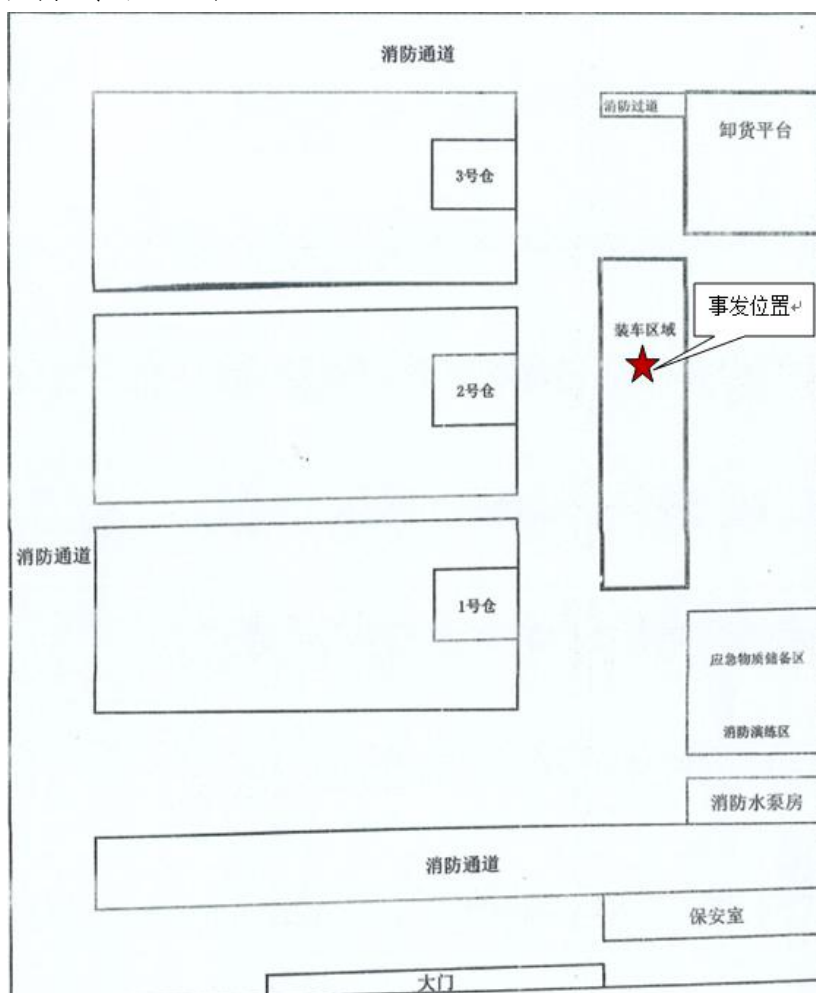 消防通道
消防过道
卸货平台
3号仓
事发位置
装车区域
2号仓
消防通道
1号仓
应急物质储备区
消防演练区
消防水泵房
消防通道
保安室
大门